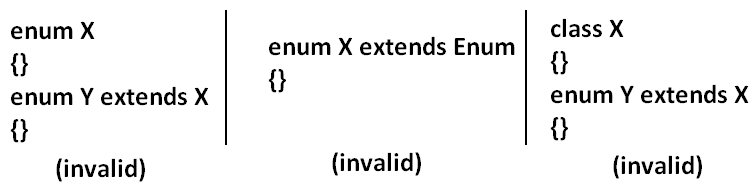 enum X
{}
enum Y extends X
{}
(invalid)
enum X extends Enum
{}
(invalid)
class X
{}
enum Y extends X
{}
(invalid)